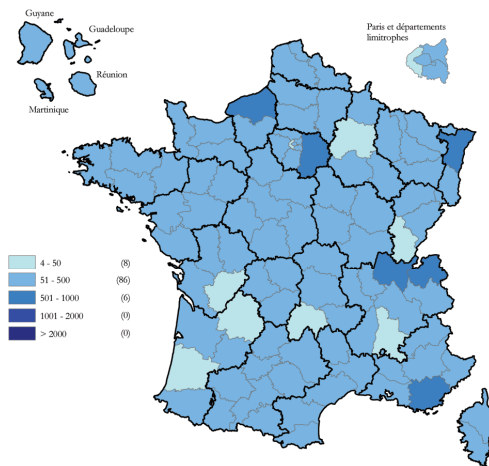 Guyane
Guadeloupe
Réunion
Martinique
Paris et départements
limitrophes
4 - 50 (8)
51 - 500 (86)
501 - 1000 (6)
1001 - 2000 (0)
> 2000 (0)